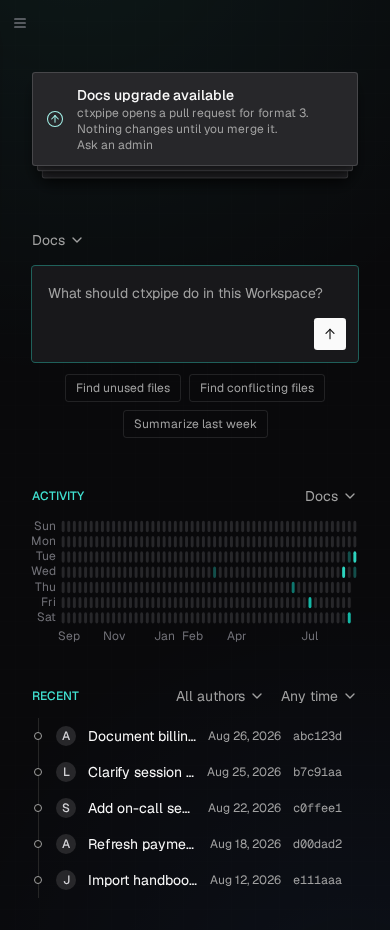 Docs upgrade available
ctxpipe opens a pull request for format 3.
Nothing changes until you merge it.
Ask an admin
Docs
What should ctxpipe do in this Workspace?
Find unused files
Find conflicting files
Summarize last week
ACTIVITY
Docs
Sun
Mon
Tue
Wed
Thu
Fri
Sat
Sep Nov Jan Feb Apr Jul
RECENT
All authors
Any time
A Document billin... Aug 26, 2026 abc123d
L Clarify session ... Aug 25, 2026 b7c91aa
S Add on-call se... Aug 22, 2026 c0ffee1
A Refresh payme... Aug 18, 2026 d00dad2
J Import handboo... Aug 12, 2026 e111aaa